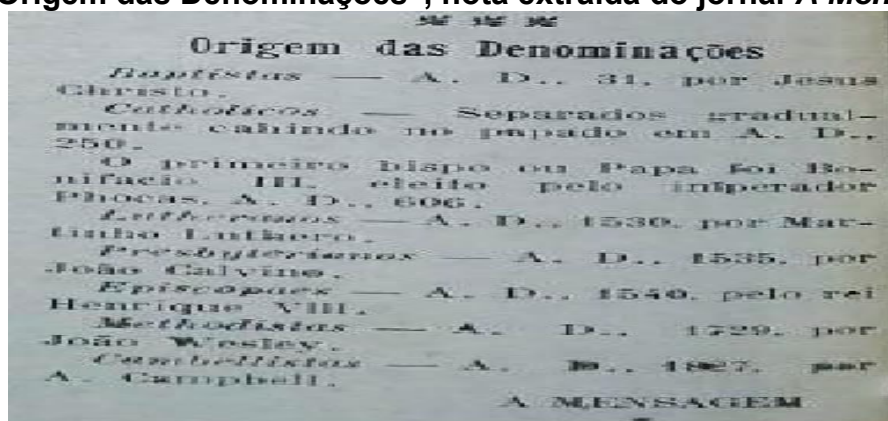 Origem das Denominações", nota extraída do jornal A Men
Origem das Denominações
Baptistas — A. D., 31, por Jesus
Christo.
Catholicos — Separados gradual-
mente cahindo no papado em A. D.,
250.
O primeiro bispo ou Papa foi Bo-
nifacio III, eleito pelo imperador
Phocas, A. D., 606.
Lutheranos — A. D., 1530, por Mar-
tinho Luthero.
Presbyterianos — A. D., 1535, por
João Calvino.
Episcopaes — A. D., 1540, pelo rei
Henrique VIII.
Methodistas — A. D., 1729, por
João Wesley.
Cambellistas — A. D., 1827, por
A. Campbell.
A MENSAGEM